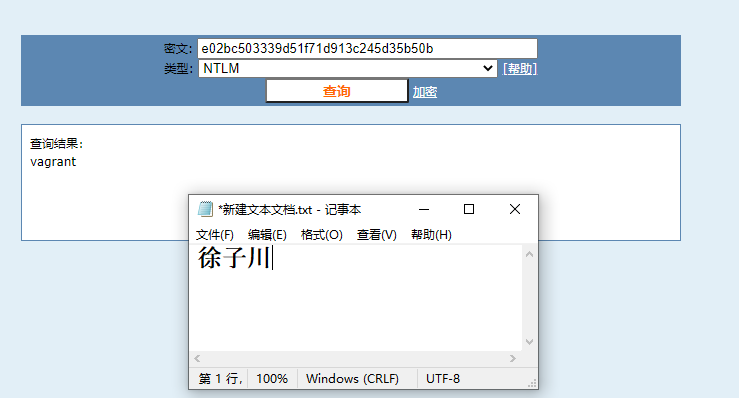 密文: e02bc503339d51f71d913c245d35b50b
类型: NTLM [帮助]
查询 加密
查询结果:
vagrant
*新建文本文档.txt - 记事本
文件(F) 编辑(E) 格式(O) 查看(V) 帮助(H)
徐子川
第 1 行, 100% Windows (CRLF) UTF-8